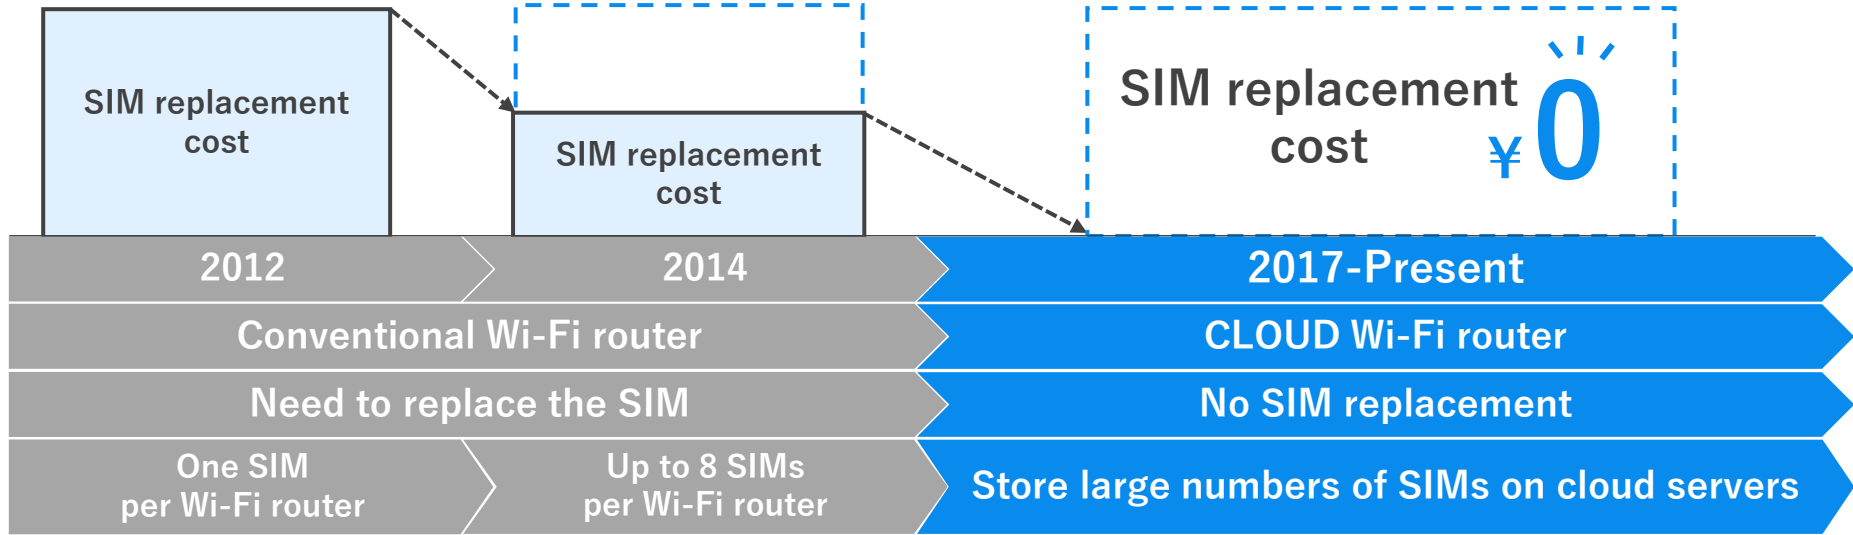 SIM replacement
cost
SIM replacement
cost
SIM replacement
cost ¥0
2012
2014
2017-Present
Conventional Wi-Fi router
CLOUD Wi-Fi router
Need to replace the SIM
No SIM replacement
One SIM
per Wi-Fi router
Up to 8 SIMs
per Wi-Fi router
Store large numbers of SIMs on cloud servers